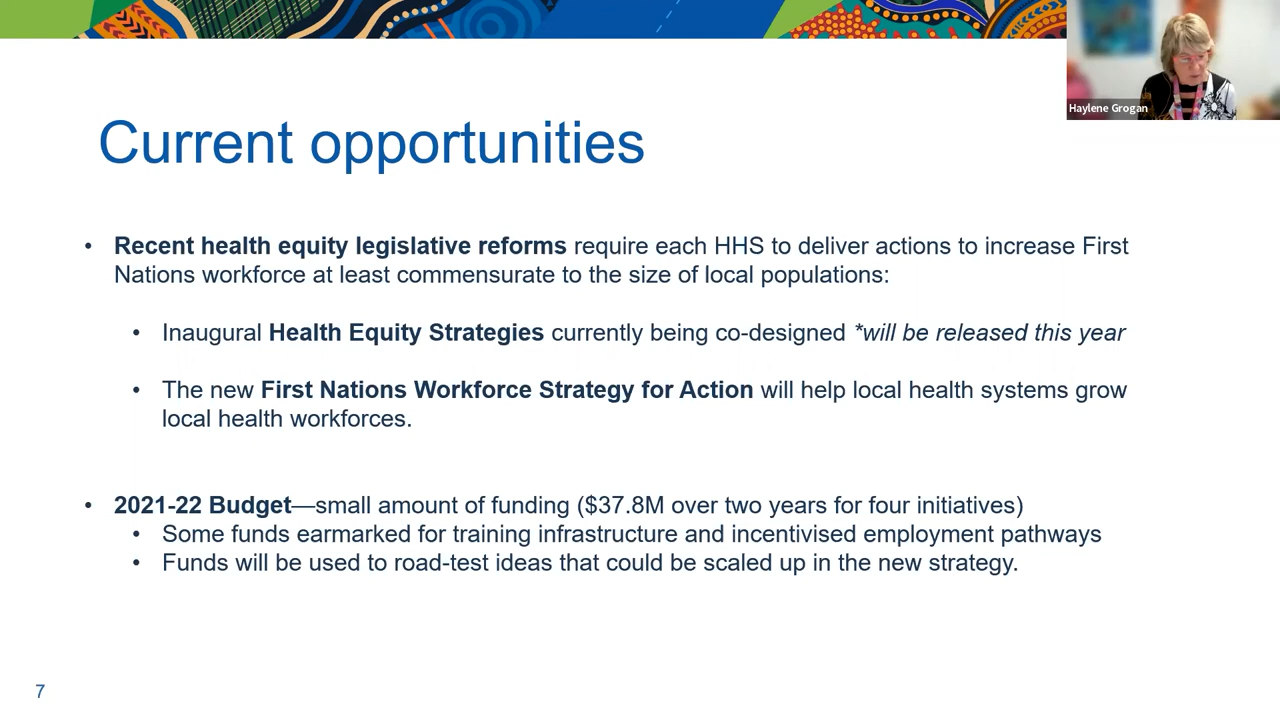 Haylene Grogan
Current opportunities
• Recent health equity legislative reforms require each HHS to deliver actions to increase First
Nations workforce at least commensurate to the size of local populations:
• Inaugural Health Equity Strategies currently being co-designed *will be released this year
• The new First Nations Workforce Strategy for Action will help local health systems grow
local health workforces.
• 2021-22 Budget—small amount of funding ($37.8M over two years for four initiatives)
• Some funds earmarked for training infrastructure and incentivised employment pathways
• Funds will be used to road-test ideas that could be scaled up in the new strategy.
7